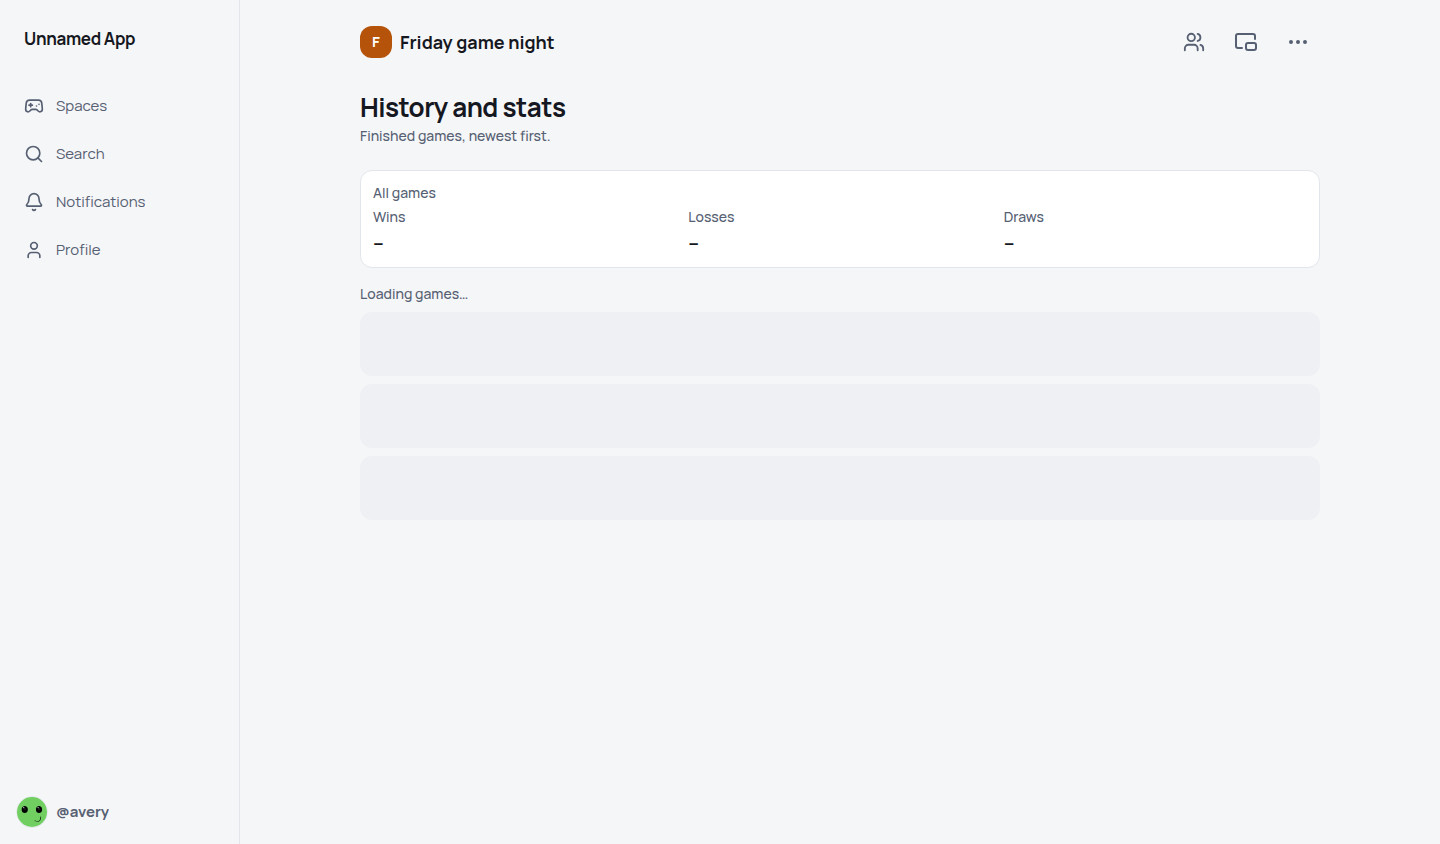 Unnamed App
Spaces
Search
Notifications
Profile
@avery
F
Friday game night
History and stats
Finished games, newest first.
All games
Wins
Losses
Draws
–
–
–
Loading games…